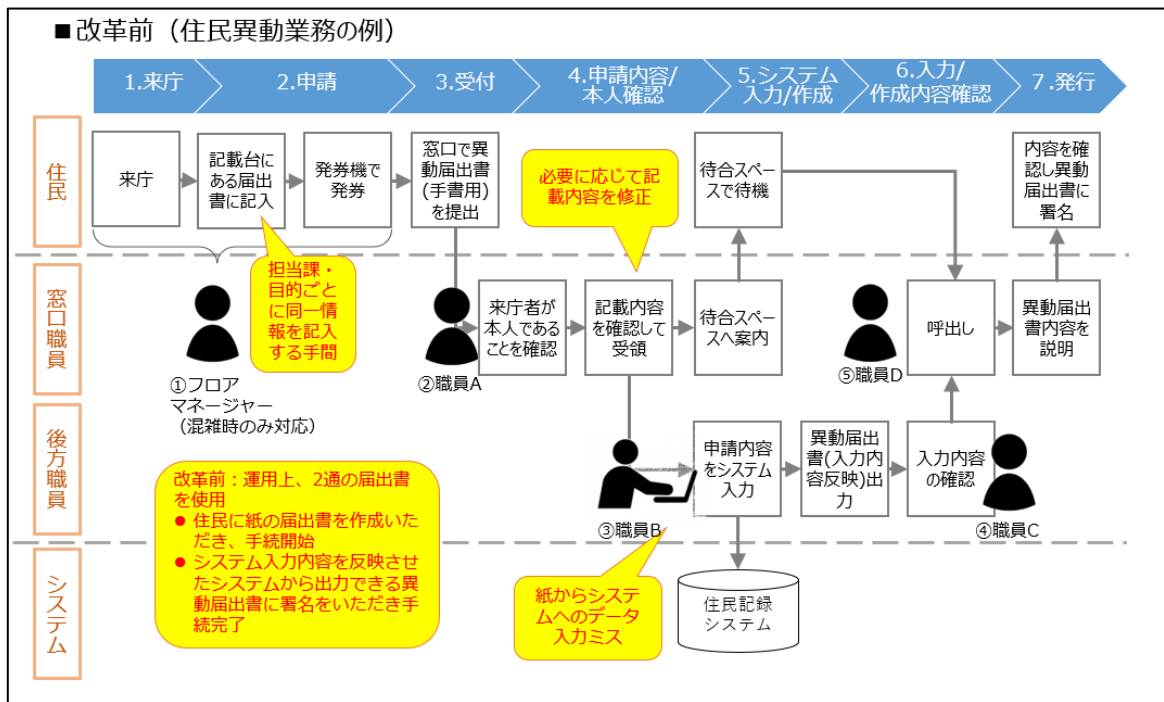 ■改革前（住民異動業務の例）
1.来庁
2.申請
3.受付
4.申請内容/
本人確認
5.システム
入力/作成
6.入力/
作成内容確認
7.発行
住民
来庁
記載台に
ある届出
書に記入
発券機で
発券
窓口で異
動届出書
(手書用)
を提出
必要に応じて記
載内容を修正
待合スペー
スで待機
内容を確
認し異動
届出書に
署名
窓口職員
①フロア
マネージャー
（混雑時のみ対応）
担当課・
目的ごと
に同一情
報を記入
する手間
②職員A
来庁者が
本人である
ことを確認
記載内容
を確認して
受領
待合スペー
スへ案内
⑤職員D
呼出し
異動届出
書内容を
説明
後方職員
③職員B
申請内容
をシステム
入力
異動届出
書(入力内
容反映)出
力
入力内容
の確認
④職員C
改革前：運用上、2通の届出書
を使用
● 住民に紙の届出書を作成いた
だき、手続開始
● システム入力内容を反映させ
たシステムから出力できる異
動届出書に署名をいただき手
続完了
システム
紙からシステ
ムへのデータ
入力ミス
住民記録
システム